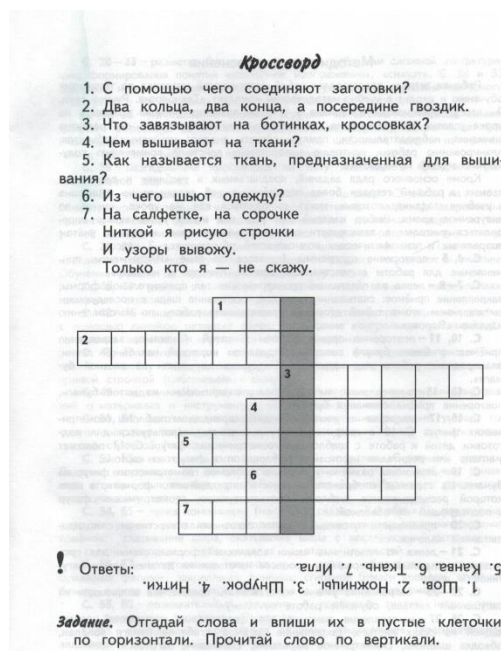 Кроссворд
1. С помощью чего соединяют заготовки?
2. Два кольца, два конца, а посередине гвоздик.
3. Что завязывают на ботинках, кроссовках?
4. Чем вышивают на ткани?
5. Как называется ткань, предназначенная для выши-
вания?
6. Из чего шьют одежду?
7. На салфетке, на сорочке
Ниткой я рисую строчки
И узоры вывожу.
Только кто я — не скажу.
1
2
3
4
5
6
7
! Ответы:
1. Шов. 2. Ножницы. 3. Шнурок. 4. Нитки.
5. Канва. 6. Ткань. 7. Игла.
Задание. Отгадай слова и впиши их в пустые клеточки
по горизонтали. Прочитай слово по вертикали.